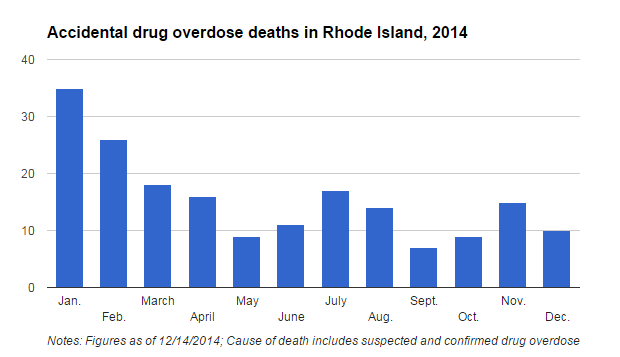 Accidental drug overdose deaths in Rhode Island, 2014
40
30
20
10
0
Jan. Feb. March April May June July Aug. Sept. Oct. Nov. Dec.
Notes: Figures as of 12/14/2014; Cause of death includes suspected and confirmed drug overdose